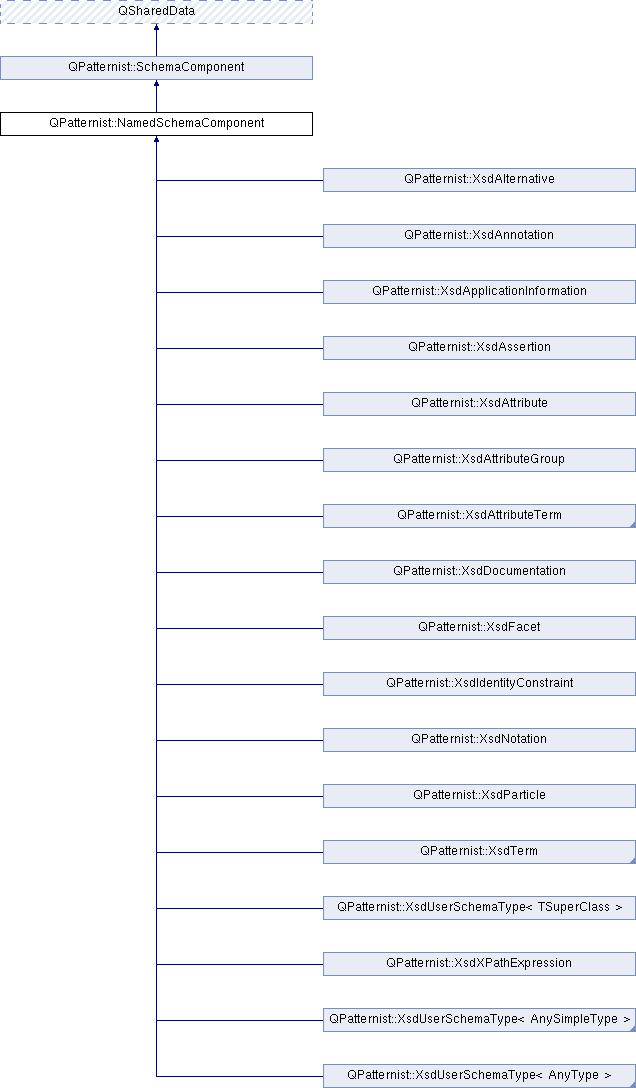 QSharedData
QPatternist::SchemaComponent
QPatternist::NamedSchemaComponent
QPatternist::XsdAlternative
QPatternist::XsdAnnotation
QPatternist::XsdApplicationInformation
QPatternist::XsdAssertion
QPatternist::XsdAttribute
QPatternist::XsdAttributeGroup
QPatternist::XsdAttributeTerm
QPatternist::XsdDocumentation
QPatternist::XsdFacet
QPatternist::XsdIdentityConstraint
QPatternist::XsdNotation
QPatternist::XsdParticle
QPatternist::XsdTerm
QPatternist::XsdUserSchemaType< TSuperClass >
QPatternist::XsdXPathExpression
QPatternist::XsdUserSchemaType< AnySimpleType >
QPatternist::XsdUserSchemaType< AnyType >